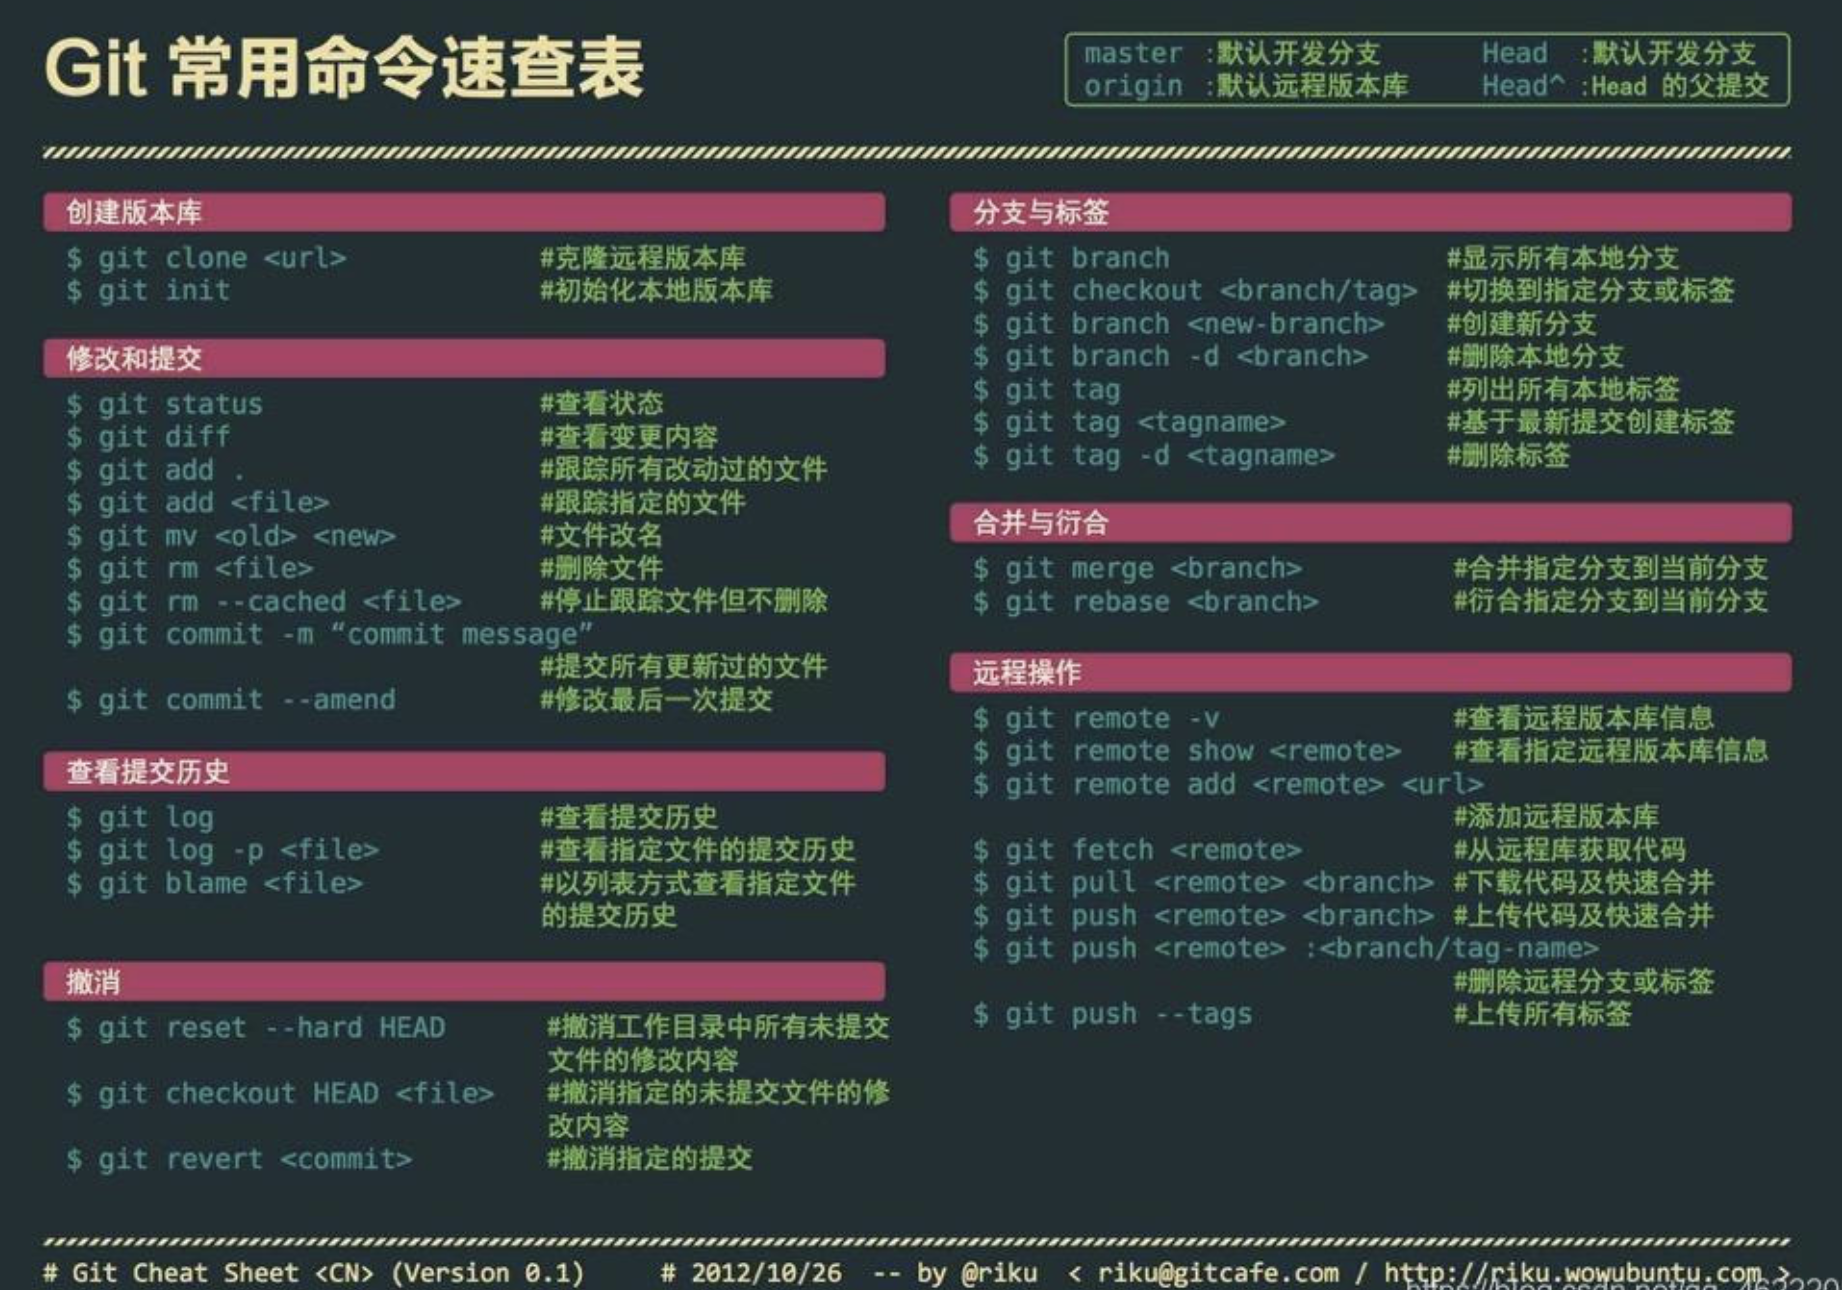 Git 常用命令速查表
master :默认开发分支 Head :默认开发分支
origin :默认远程版本库 Head^ :Head 的父提交
创建版本库
$ git clone <url> #克隆远程版本库
$ git init #初始化本地版本库
修改和提交
$ git status #查看状态
$ git diff #查看变更内容
$ git add . #跟踪所有改动过的文件
$ git add <file> #跟踪指定的文件
$ git mv <old> <new> #文件改名
$ git rm <file> #删除文件
$ git rm --cached <file> #停止跟踪文件但不删除
$ git commit -m “commit message”
#提交所有更新过的文件
$ git commit --amend #修改最后一次提交
查看提交历史
$ git log #查看提交历史
$ git log -p <file> #查看指定文件的提交历史
$ git blame <file> #以列表方式查看指定文件
的提交历史
撤消
$ git reset --hard HEAD #撤消工作目录中所有未提交
文件的修改内容
$ git checkout HEAD <file> #撤消指定的未提交文件的修
改内容
$ git revert <commit> #撤消指定的提交
分支与标签
$ git branch #显示所有本地分支
$ git checkout <branch/tag> #切换到指定分支或标签
$ git branch <new-branch> #创建新分支
$ git branch -d <branch> #删除本地分支
$ git tag #列出所有本地标签
$ git tag <tagname> #基于最新提交创建标签
$ git tag -d <tagname> #删除标签
合并与衍合
$ git merge <branch> #合并指定分支到当前分支
$ git rebase <branch> #衍合指定分支到当前分支
远程操作
$ git remote -v #查看远程版本库信息
$ git remote show <remote> #查看指定远程版本库信息
$ git remote add <remote> <url>
#添加远程版本库
$ git fetch <remote> #从远程库获取代码
$ git pull <remote> <branch> #下载代码及快速合并
$ git push <remote> <branch> #上传代码及快速合并
$ git push <remote> :<branch/tag-name>
#删除远程分支或标签
$ git push --tags #上传所有标签
# Git Cheat Sheet <CN> (Version 0.1) # 2012/10/26 -- by @riku < riku@gitcafe.com / http://riku.wowubuntu.com >